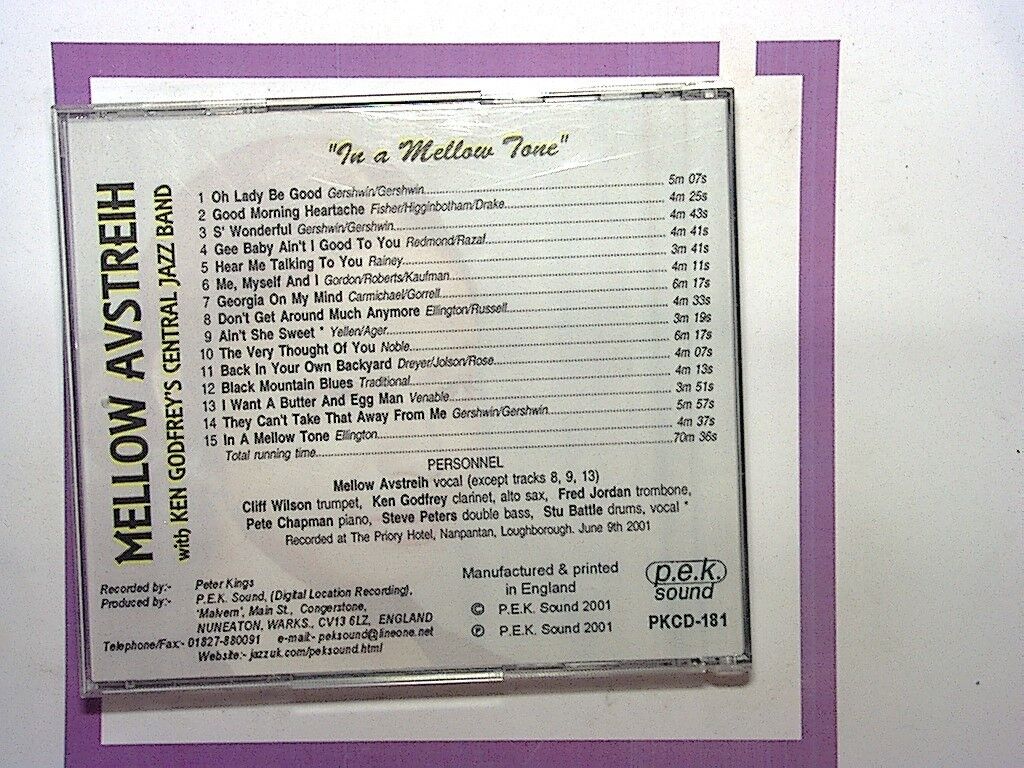 MELLOW AVSTREIH
with KEN GODFREY'S CENTRAL JAZZ BAND
"In a Mellow Tone"
1 Oh Lady Be Good Gershwin/Gershwin 5m 07s
2 Good Morning Heartache Fisher/Higginbotham/Drake 4m 25s
3 S' Wonderful Gershwin/Gershwin 4m 43s
4 Gee Baby Ain't I Good To You Redmond/Razaf 4m 41s
5 Hear Me Talking To You Rainey 3m 41s
6 Me, Myself And I Gordon/Roberts/Kaufman 4m 11s
7 Georgia On My Mind Carmichael/Gorrell 6m 17s
8 Don't Get Around Much Anymore Ellington/Russell 4m 33s
9 Ain't She Sweet * Yellen/Ager 3m 19s
10 The Very Thought Of You Noble 6m 17s
11 Back In Your Own Backyard Dreyer/Jolson/Rose 4m 07s
12 Black Mountain Blues Traditional 4m 13s
13 I Want A Butter And Egg Man Venable 3m 51s
14 They Can't Take That Away From Me Gershwin/Gershwin 5m 57s
15 In A Mellow Tone Ellington 4m 37s
Total running time 70m 36s
PERSONNEL
Mellow Avstreih vocal (except tracks 8, 9, 13)
Cliff Wilson trumpet, Ken Godfrey clarinet, alto sax, Fred Jordan trombone,
Pete Chapman piano, Steve Peters double bass, Stu Battle drums, vocal *
Recorded at The Priory Hotel, Nanpantan, Loughborough. June 9th 2001
Recorded by:- Peter Kings
Produced by:- P.E.K. Sound, (Digital Location Recording),
'Malvern', Main St., Congerstone,
NUNEATON. WARKS., CV13 6LZ, ENGLAND
Telephone/Fax:- 01827-880091 e-mail:- peksound@lineone.net
Website:- jazzuk.com/peksound.html
Manufactured & printed
in England
© P.E.K. Sound 2001
℗ P.E.K. Sound 2001
p.e.k.
sound
PKCD-181